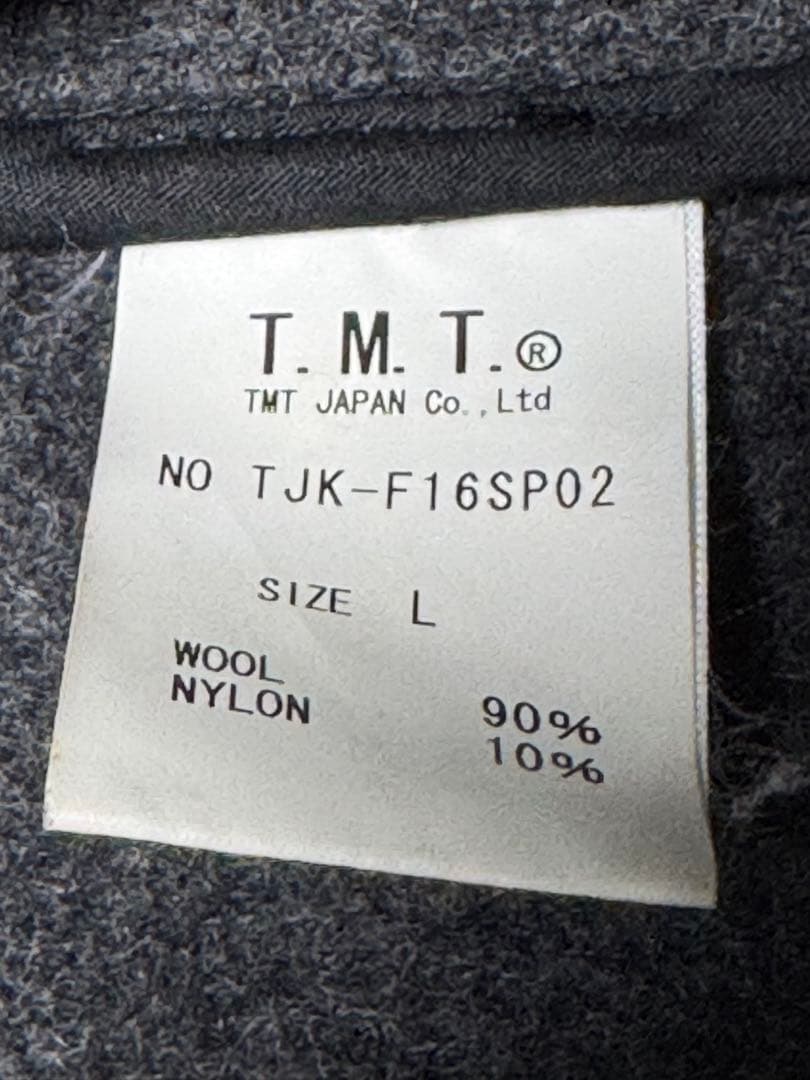 T. M. T.®
TMT JAPAN Co.,Ltd
NO TJK-F16SP02
SIZE L
WOOL
NYLON
90%
10%